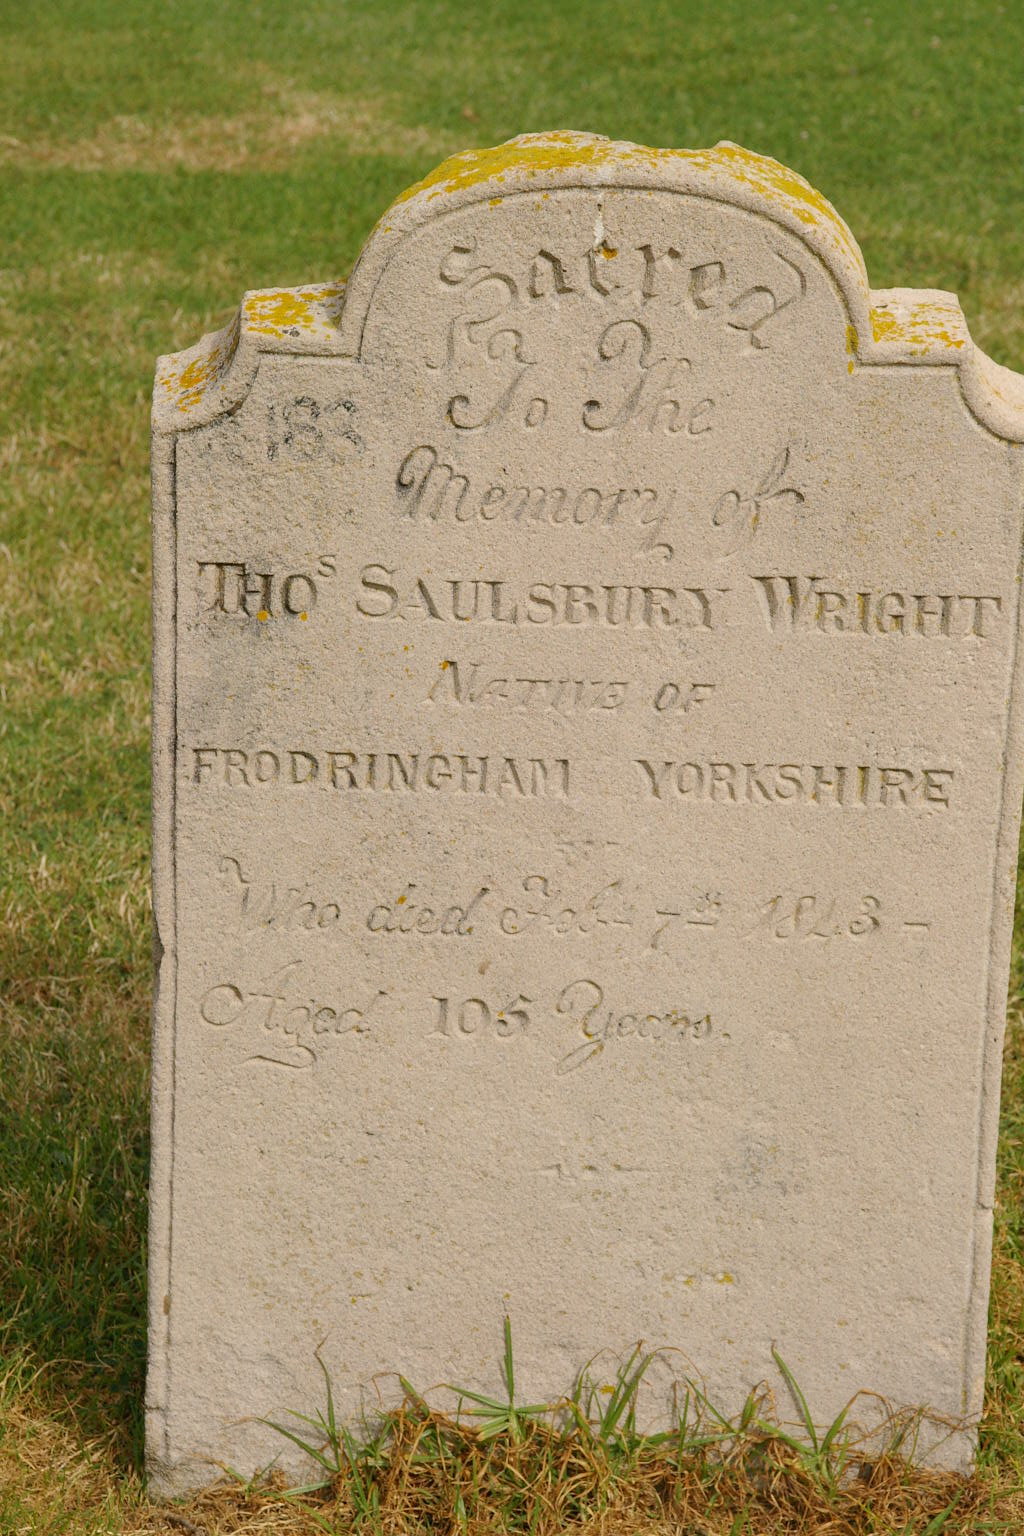 Sacred
To The
Memory of
THOˢ SAULSBURY WRIGHT
NATIVE OF
FRODRINGHAM YORKSHIRE
Who died Febʸ 7ᵗʰ 1843 –
Aged 105 Years.